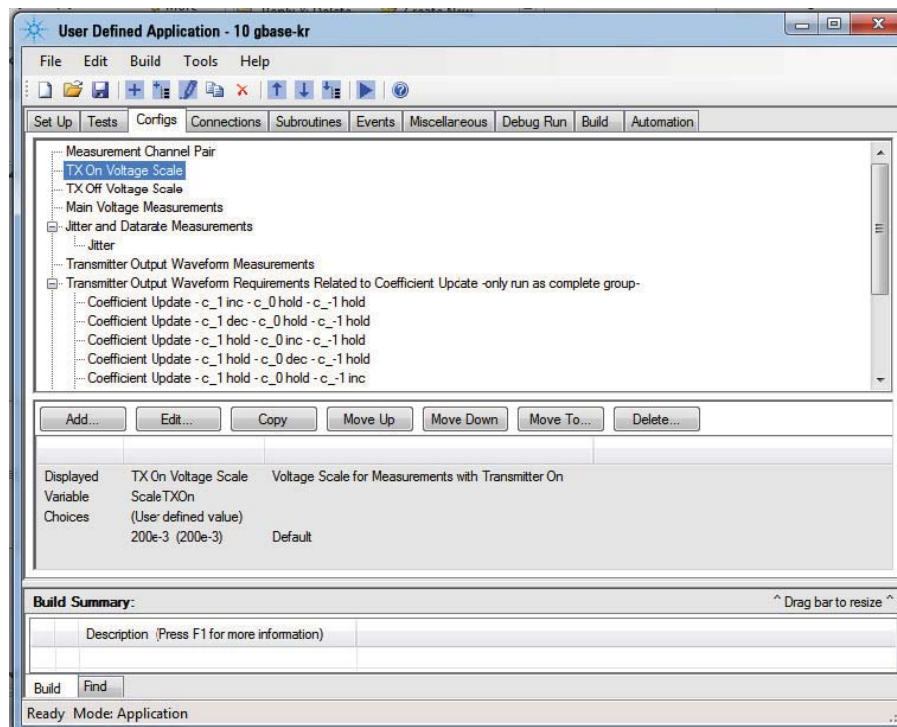 User Defined Application - 10 gbase-kr
File Edit Build Tools Help
Set Up Tests Configs Connections Subroutines Events Miscellaneous Debug Run Build Automation
Measurement Channel Pair
TX On Voltage Scale
TX Off Voltage Scale
Main Voltage Measurements
Jitter and Datarate Measurements
Jitter
Transmitter Output Waveform Measurements
Transmitter Output Waveform Requirements Related to Coefficient Update -only run as complete group-
Coefficient Update - c_1 inc - c_0 hold - c_-1 hold
Coefficient Update - c_1 dec - c_0 hold - c_-1 hold
Coefficient Update - c_1 hold - c_0 inc - c_-1 hold
Coefficient Update - c_1 hold - c_0 dec - c_-1 hold
Coefficient Update - c_1 hold - c_0 hold - c_-1 inc
Add... Edit... Copy Move Up Move Down Move To... Delete...
Displayed TX On Voltage Scale Voltage Scale for Measurements with Transmitter On
Variable ScaleTXOn
Choices (User defined value)
200e-3 (200e-3) Default
Build Summary: ^ Drag bar to resize ^
Description (Press F1 for more information)
Build Find
Ready Mode: Application